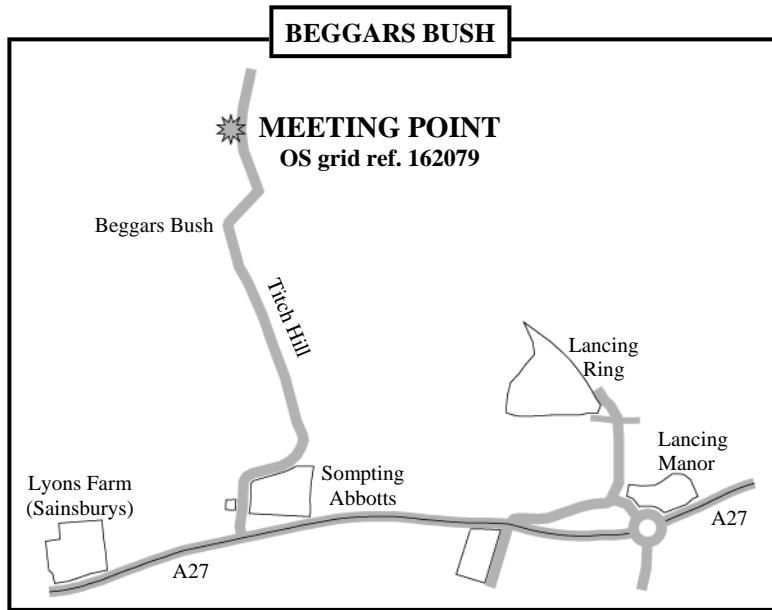 BEGGARS BUSH
MEETING POINT
OS grid ref. 162079
Beggars Bush
Titch Hill
Lancing
Ring
Lancing
Manor
Lyons Farm
(Sainsburys)
Sompting
Abbotts
A27
A27